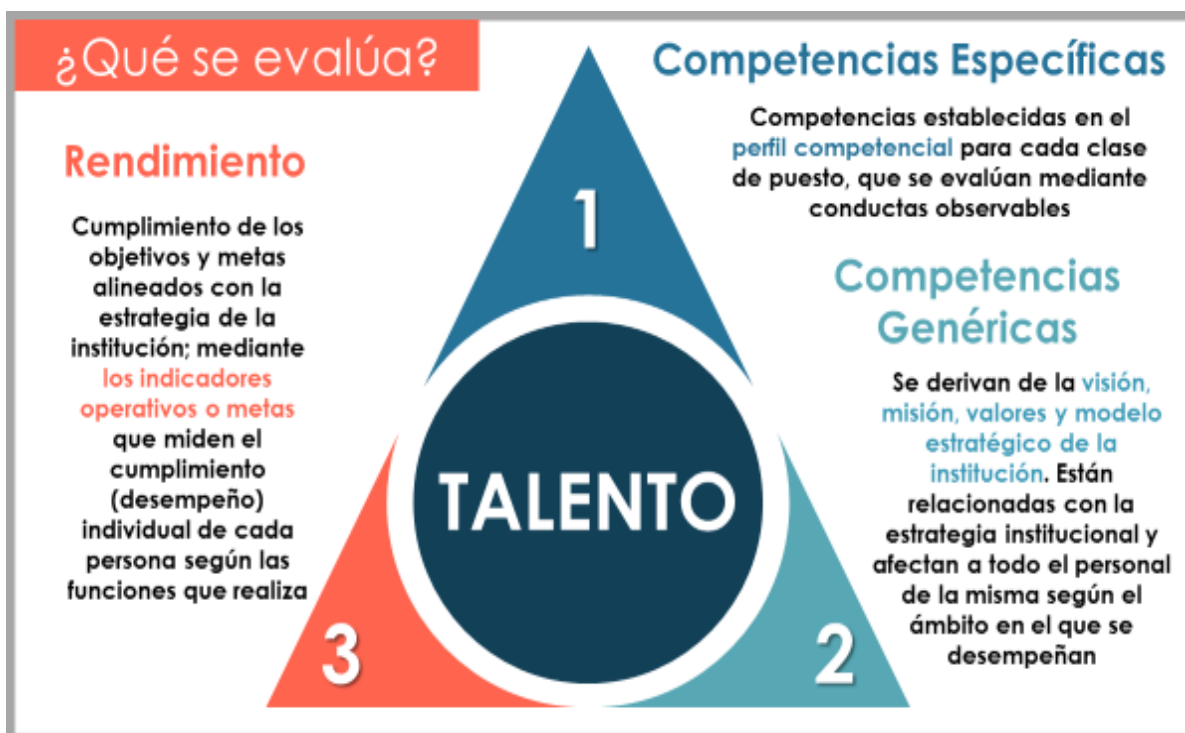 ¿Qué se evalúa?
Rendimiento
Cumplimiento de los
objetivos y metas
alineados con la
estrategia de la
institución; mediante
los indicadores
operativos o metas
que miden el
cumplimiento
(desempeño)
individual de cada
persona según las
funciones que realiza
Competencias Específicas
Competencias establecidas en el
perfil competencial para cada clase
de puesto, que se evalúan mediante
conductas observables
Competencias
Genéricas
Se derivan de la visión,
misión, valores y modelo
estratégico de la
institución. Están
relacionadas con la
estrategia institucional y
afectan a todo el personal
de la misma según el
ámbito en el que se
desempeñan
1
TALENTO
3
2